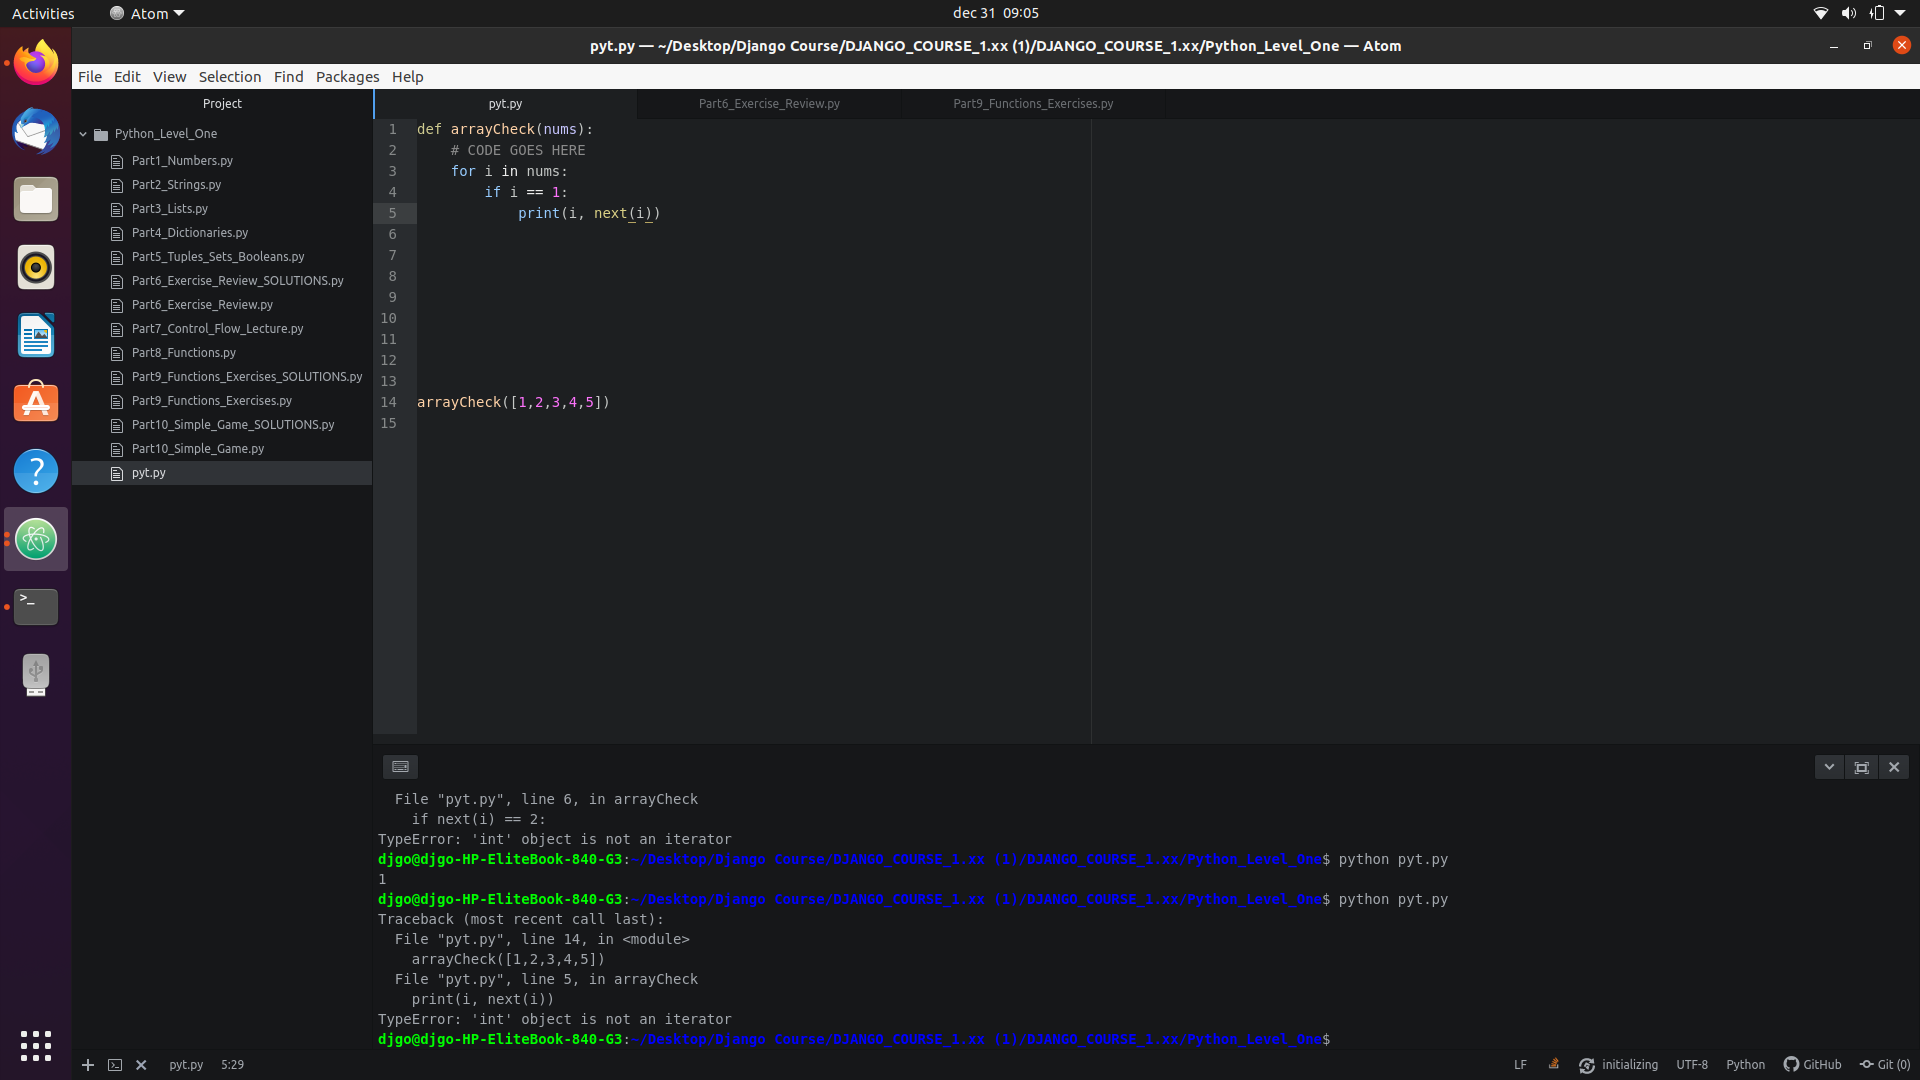 Activities
Atom
dec 31 09:05
pyt.py — ~/Desktop/Django Course/DJANGO_COURSE_1.xx (1)/DJANGO_COURSE_1.xx/Python_Level_One — Atom
File Edit View Selection Find Packages Help
Project
Python_Level_One
Part1_Numbers.py
Part2_Strings.py
Part3_Lists.py
Part4_Dictionaries.py
Part5_Tuples_Sets_Booleans.py
Part6_Exercise_Review_SOLUTIONS.py
Part6_Exercise_Review.py
Part7_Control_Flow_Lecture.py
Part8_Functions.py
Part9_Functions_Exercises_SOLUTIONS.py
Part9_Functions_Exercises.py
Part10_Simple_Game_SOLUTIONS.py
Part10_Simple_Game.py
pyt.py
pyt.py Part6_Exercise_Review.py Part9_Functions_Exercises.py
1 def arrayCheck(nums):
2 # CODE GOES HERE
3 for i in nums:
4 if i == 1:
5 print(i, next(i))
6
7
8
9
10
11
12
13
14 arrayCheck([1,2,3,4,5])
15
File "pyt.py", line 6, in arrayCheck
if next(i) == 2:
TypeError: 'int' object is not an iterator
djgo@djgo-HP-EliteBook-840-G3:~/Desktop/Django Course/DJANGO_COURSE_1.xx (1)/DJANGO_COURSE_1.xx/Python_Level_One$ python pyt.py
1
djgo@djgo-HP-EliteBook-840-G3:~/Desktop/Django Course/DJANGO_COURSE_1.xx (1)/DJANGO_COURSE_1.xx/Python_Level_One$ python pyt.py
Traceback (most recent call last):
File "pyt.py", line 14, in <module>
arrayCheck([1,2,3,4,5])
File "pyt.py", line 5, in arrayCheck
print(i, next(i))
TypeError: 'int' object is not an iterator
djgo@djgo-HP-EliteBook-840-G3:~/Desktop/Django Course/DJANGO_COURSE_1.xx (1)/DJANGO_COURSE_1.xx/Python_Level_One$
pyt.py 5:29
LF initializing UTF-8 Python GitHub Git (0)